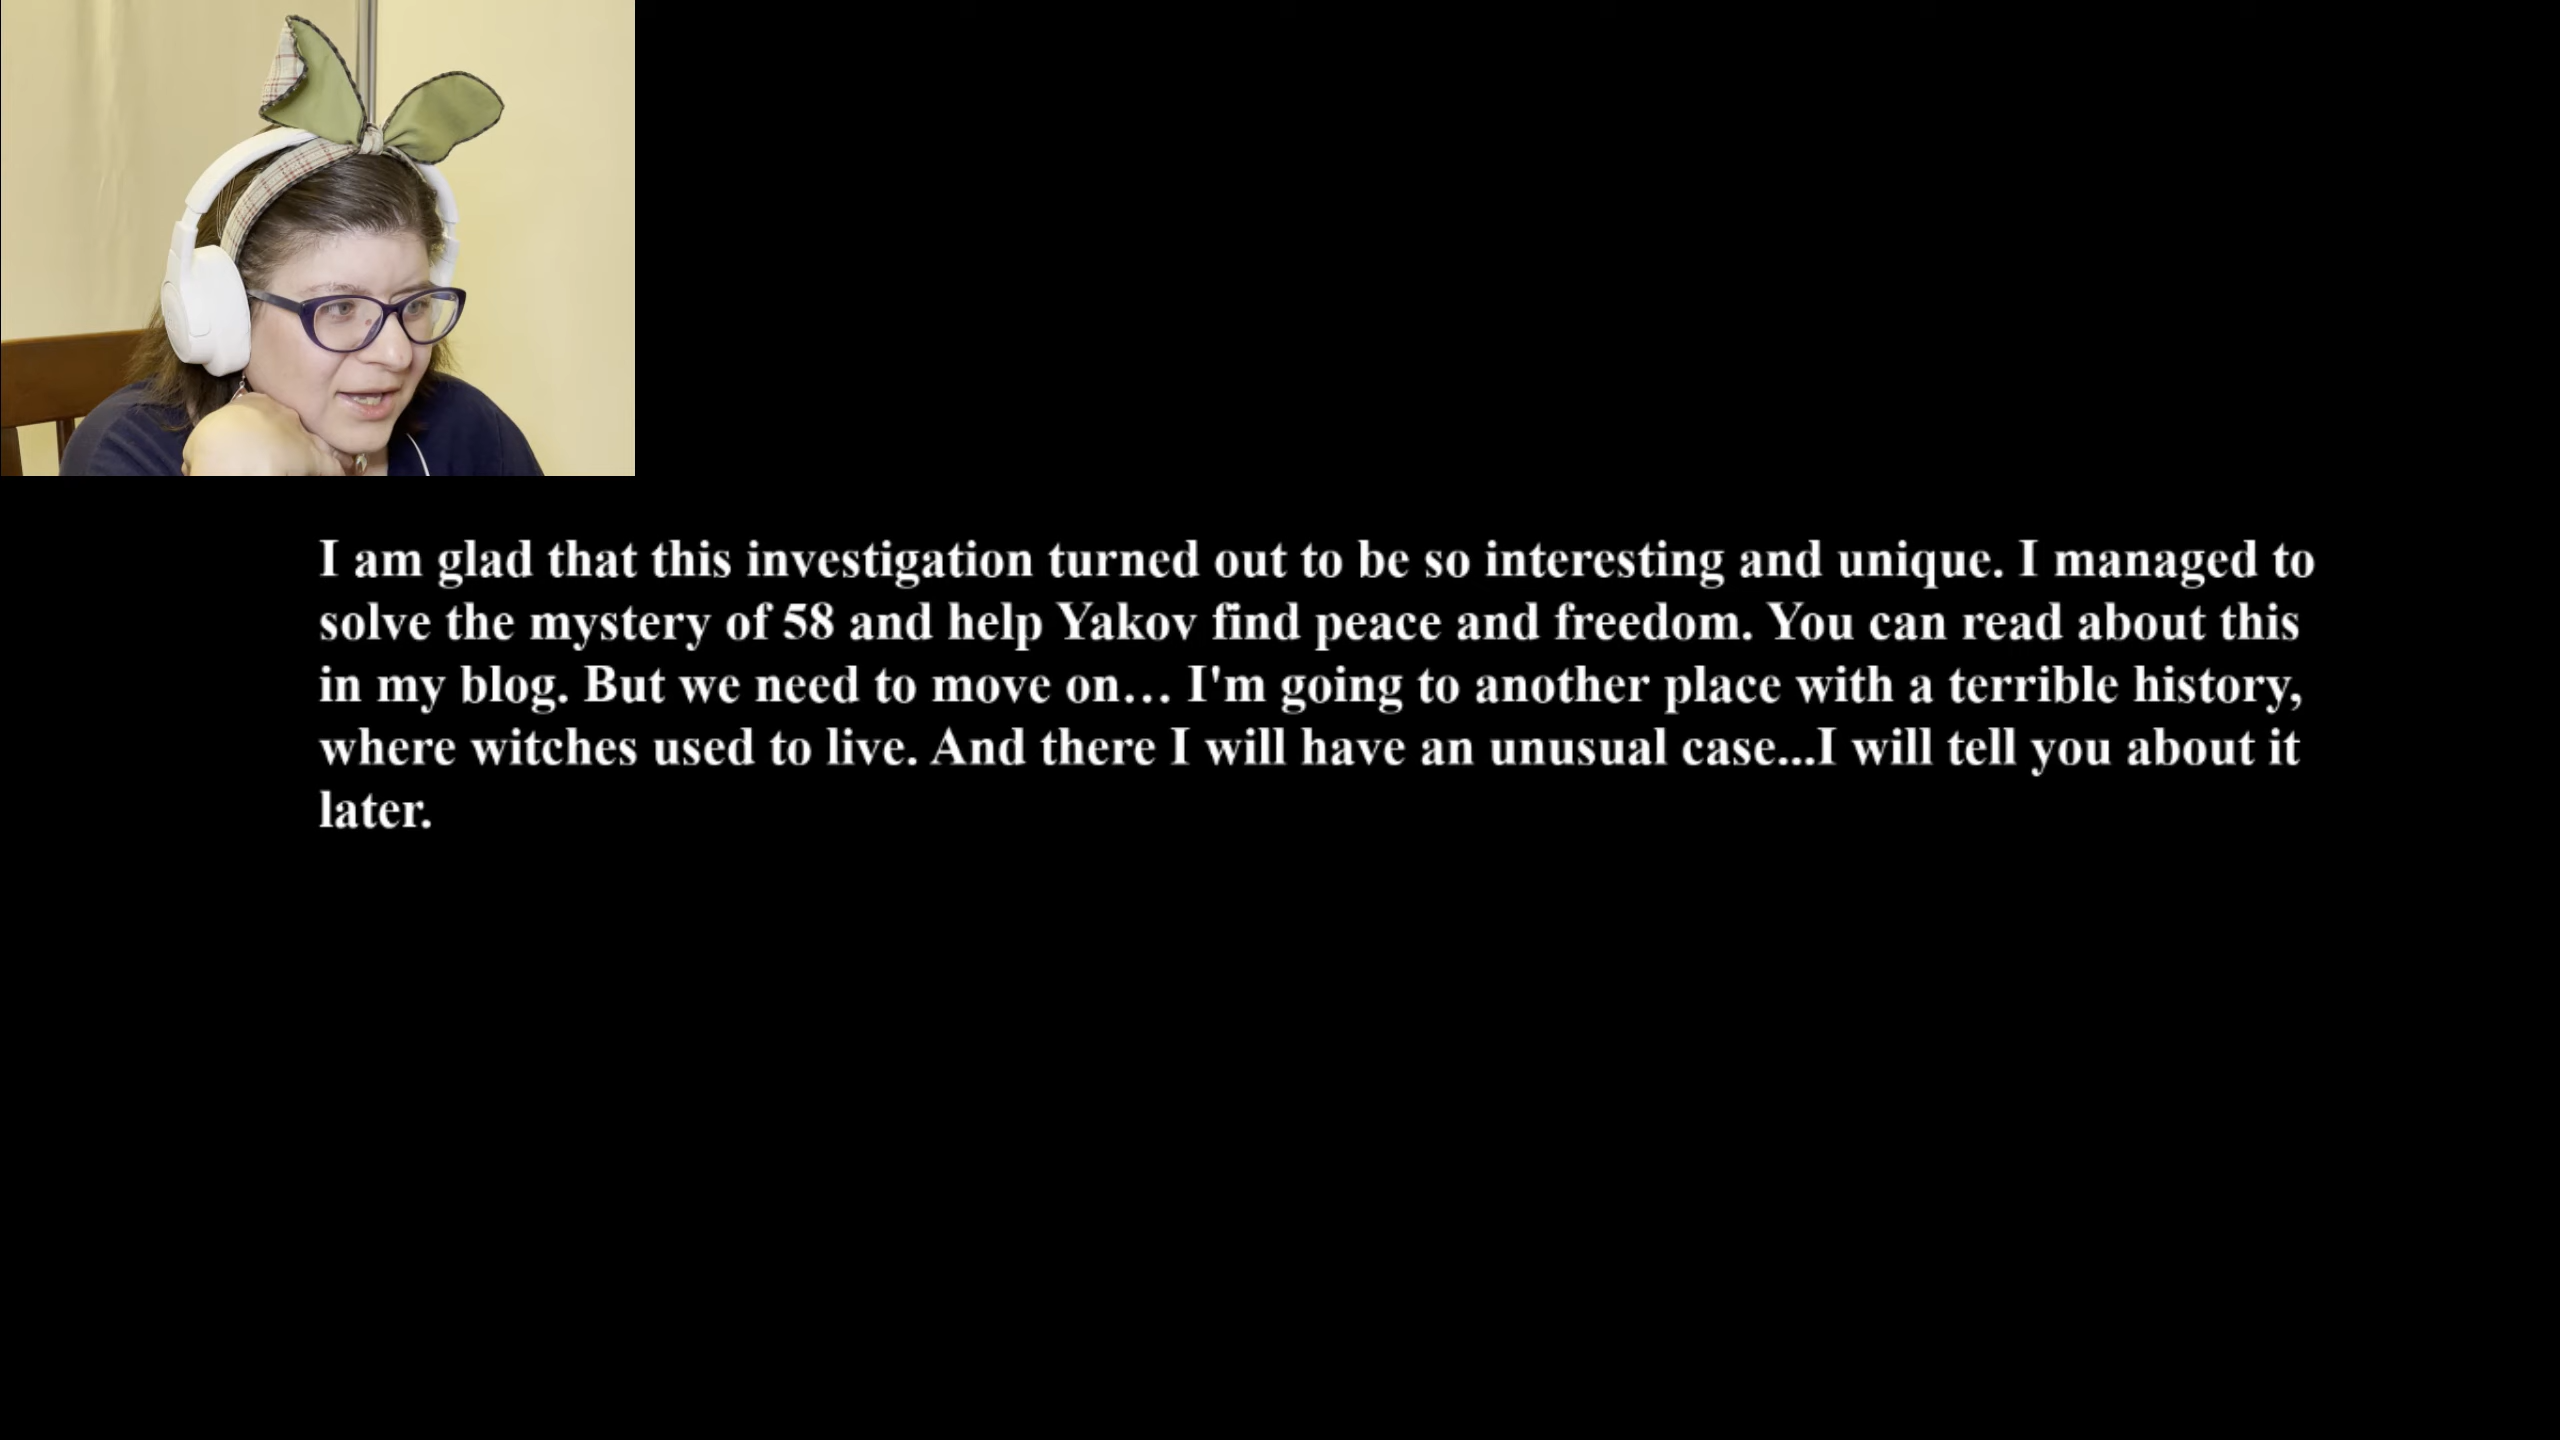 I am glad that this investigation turned out to be so interesting and unique. I managed to
solve the mystery of 58 and help Yakov find peace and freedom. You can read about this
in my blog. But we need to move on… I'm going to another place with a terrible history,
where witches used to live. And there I will have an unusual case...I will tell you about it
later.